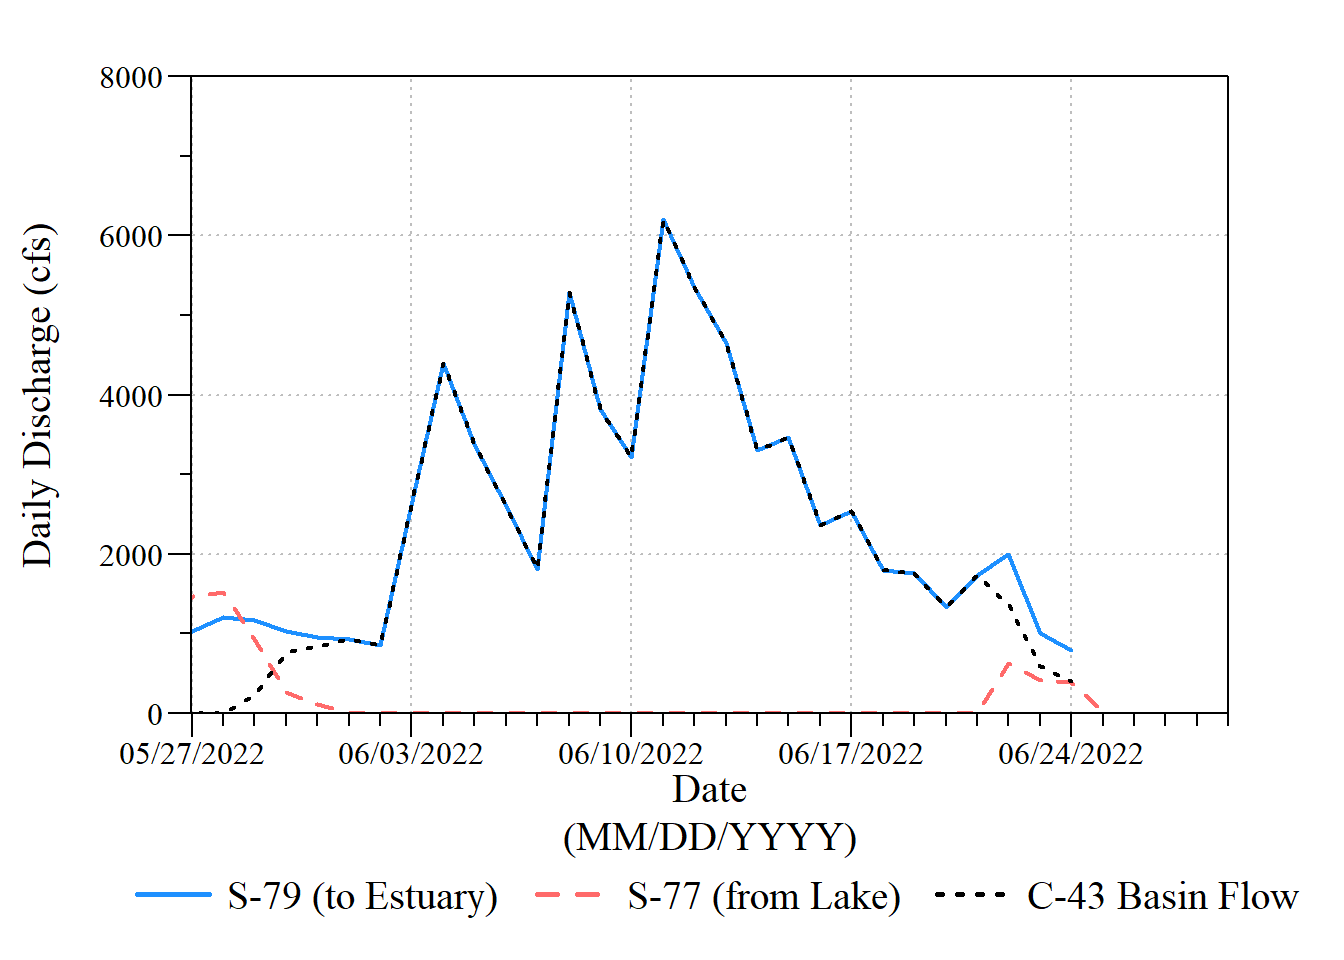 8000
6000
4000
2000
0
Daily Discharge (cfs)
05/27/2022 06/03/2022 06/10/2022 06/17/2022 06/24/2022
Date
(MM/DD/YYYY)
S-79 (to Estuary) S-77 (from Lake) C-43 Basin Flow